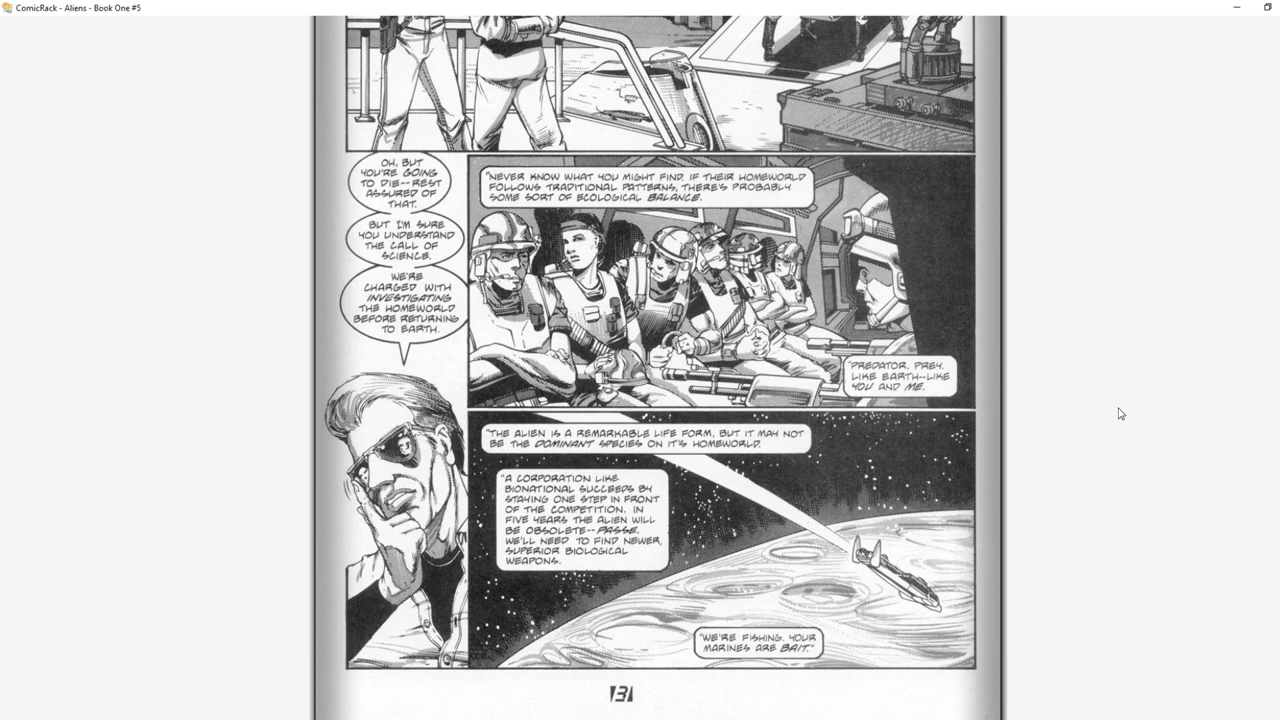 ComicRack - Aliens - Book One #5
OH, BUT
YOU'RE GOING
TO DIE--REST
ASSURED OF
THAT.
BUT I'M SURE
YOU UNDERSTAND
THE CALL OF
SCIENCE.
WE'RE
CHARGED WITH
INVESTIGATING
THE HOMEWORLD
BEFORE RETURNING
TO EARTH.
"NEVER KNOW WHAT YOU MIGHT FIND. IF THEIR HOMEWORLD
FOLLOWS TRADITIONAL PATTERNS, THERE'S PROBABLY
SOME SORT OF ECOLOGICAL BALANCE.
"PREDATOR. PREY.
LIKE EARTH--LIKE
YOU AND ME.
"THE ALIEN IS A REMARKABLE LIFE FORM, BUT IT MAY NOT
BE THE DOMINANT SPECIES ON IT'S HOMEWORLD.
"A CORPORATION LIKE
BIONATIONAL SUCCEEDS BY
STAYING ONE STEP IN FRONT
OF THE COMPETITION. IN
FIVE YEARS THE ALIEN WILL
BE OBSOLETE--PASSE.
WE'LL NEED TO FIND NEWER,
SUPERIOR BIOLOGICAL
WEAPONS.
"WE'RE FISHING. YOUR
MARINES ARE BAIT."
13